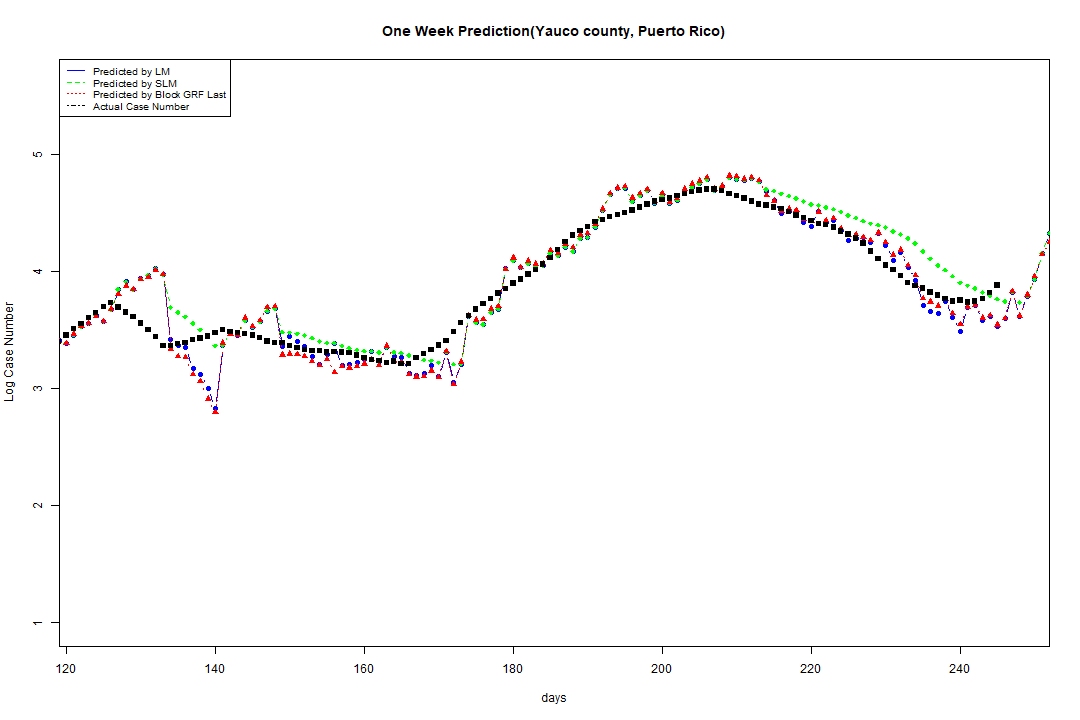 One Week Prediction(Yauco county, Puerto Rico)
Predicted by LM
Predicted by SLM
Predicted by Block GRF Last
Actual Case Number
5
4
3
2
1
Log Case Number
120 140 160 180 200 220 240
days